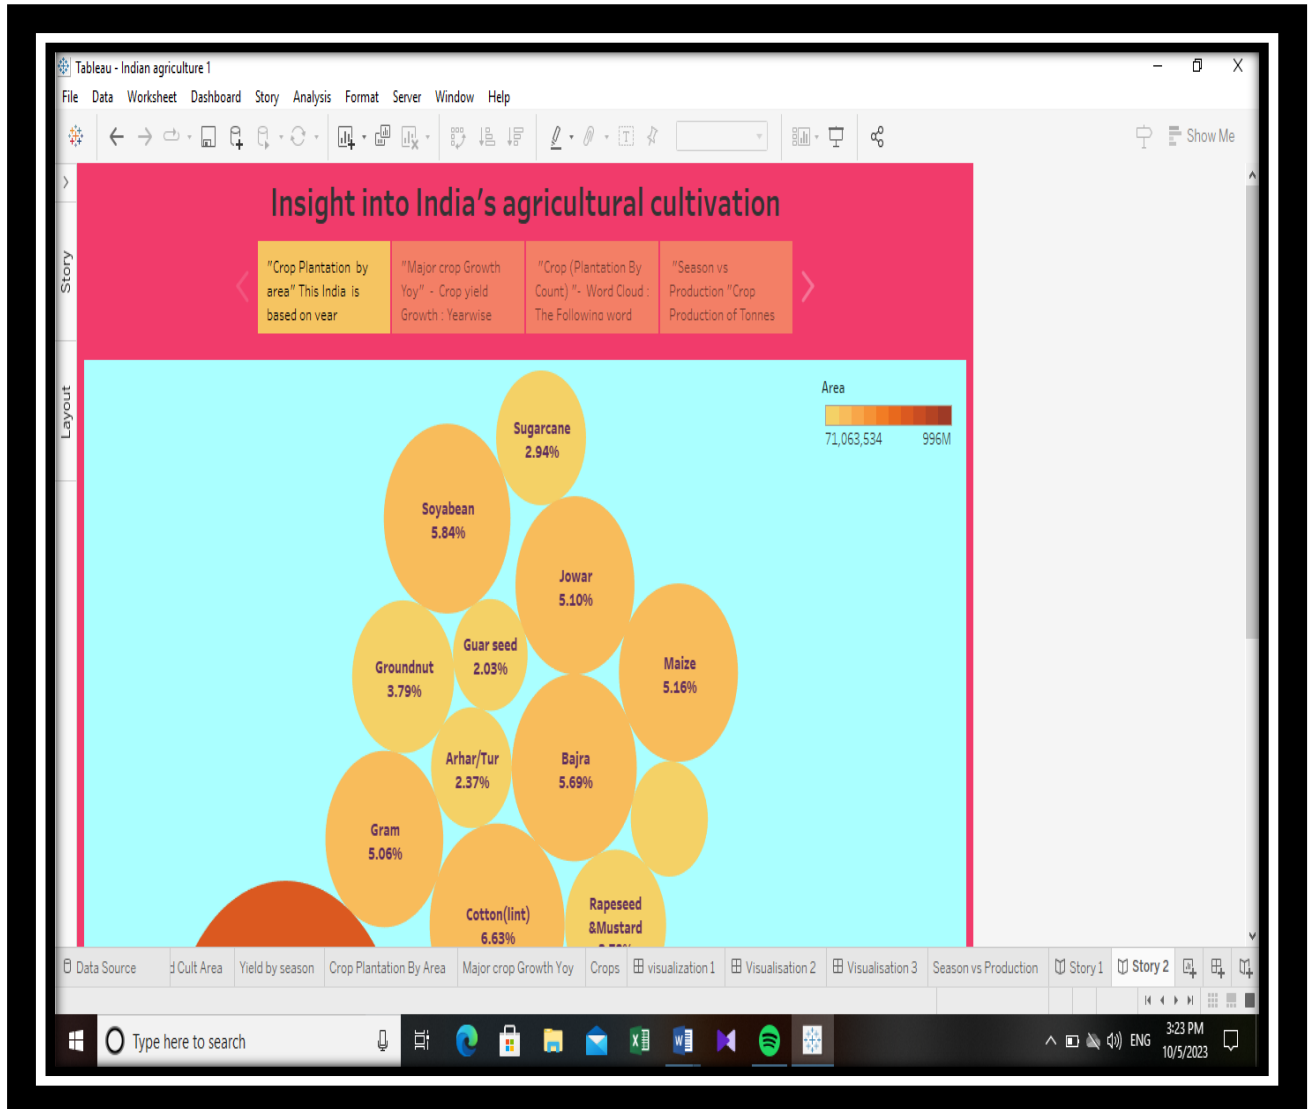 Tableau - Indian agriculture 1
File Data Worksheet Dashboard Story Analysis Format Server Window Help
Show Me
Story
Layout
Insight into India's agricultural cultivation
"Crop Plantation by
area" This India is
based on year
"Major crop Growth
Yoy" - Crop yield
Growth : Yearwise
"Crop (Plantation By
Count) "- Word Cloud :
The Following word
"Season vs
Production "Crop
Production of Tonnes
Area
71,063,534 996M
Sugarcane
2.94%
Soyabean
5.84%
Jowar
5.10%
Guar seed
2.03%
Groundnut
3.79%
Maize
5.16%
Arhar/Tur
2.37%
Bajra
5.69%
Gram
5.06%
Cotton(lint)
6.63%
Rapeseed
&Mustard
Data Source d Cult Area Yield by season Crop Plantation By Area Major crop Growth Yoy Crops visualization 1 Visualisation 2 Visualisation 3 Season vs Production Story 1 Story 2
Type here to search
ENG
3:23 PM
10/5/2023